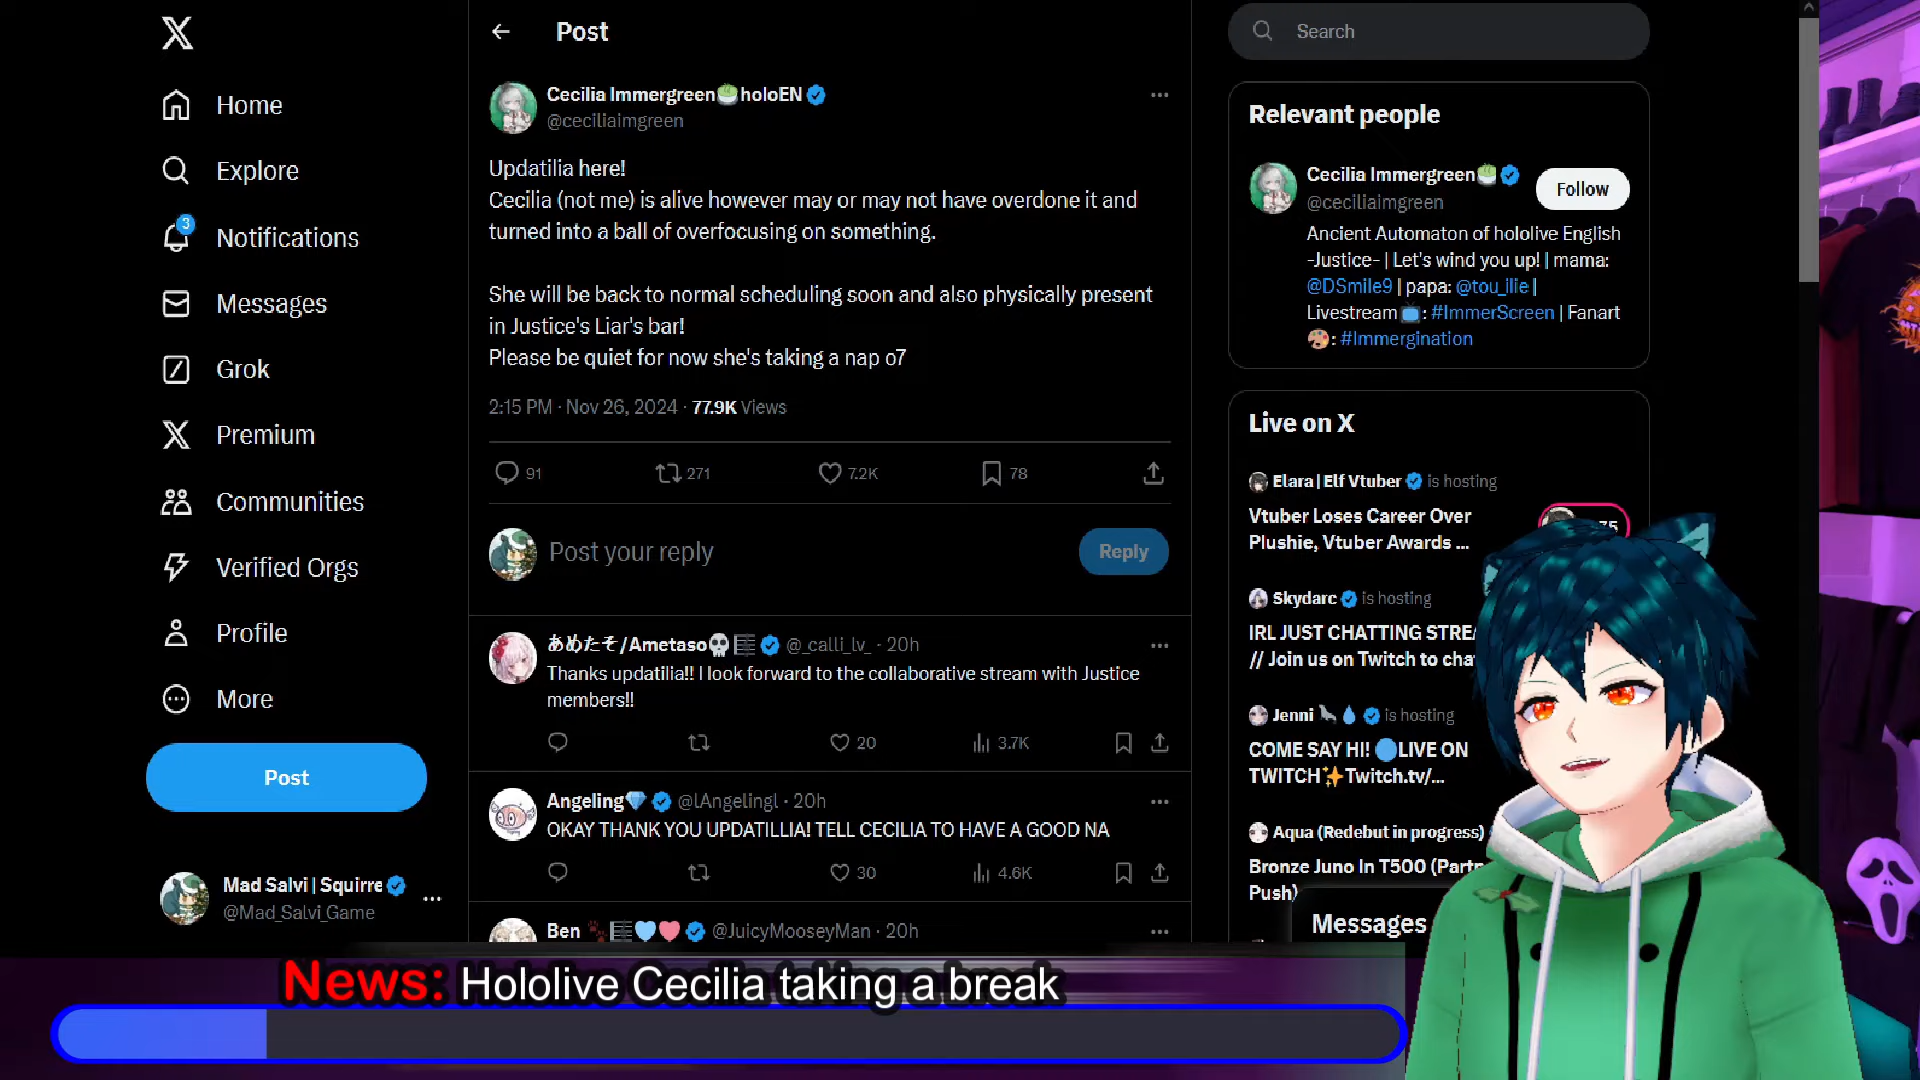 Home
Explore
3
Notifications
Messages
Grok
Premium
Communities
Verified Orgs
Profile
More
Post
Mad Salvi | Squirre
@Mad_Salvi_Game
Post
Cecilia Immergreen🍵holoEN
@ceciliaimgreen
Updatilia here!
Cecilia (not me) is alive however may or may not have overdone it and
turned into a ball of overfocusing on something.
She will be back to normal scheduling soon and also physically present
in Justice's Liar's bar!
Please be quiet for now she's taking a nap o7
2:15 PM · Nov 26, 2024 · 77.9K Views
91 271 7.2K 78
Post your reply
Reply
あめたそ/Ametaso💀 @_calli_lv_ · 20h
Thanks updatilia!! I look forward to the collaborative stream with Justice
members!!
20 3.7K
Angeling💎 @lAngelingl · 20h
OKAY THANK YOU UPDATILLIA! TELL CECILIA TO HAVE A GOOD NA
30 4.6K
Ben @JuicyMooseyMan · 20h
Search
Relevant people
Cecilia Immergreen🍵
@ceciliaimgreen
Follow
Ancient Automaton of hololive English
-Justice- | Let's wind you up! | mama:
@DSmile9 | papa: @tou_ilie |
Livestream📺: #ImmerScreen | Fanart
🎨: #Immergination
Live on X
Elara | Elf Vtuber is hosting
Vtuber Loses Career Over
Plushie, Vtuber Awards ...
Skydarc is hosting
IRL JUST CHATTING STRE
// Join us on Twitch to cha
Jenni is hosting
COME SAY HI! 🔵LIVE ON
TWITCH✨Twitch.tv/...
Aqua (Redebut in progress)
Bronze Juno In T500 (Partn
Push)
Messages
News: Hololive Cecilia taking a break